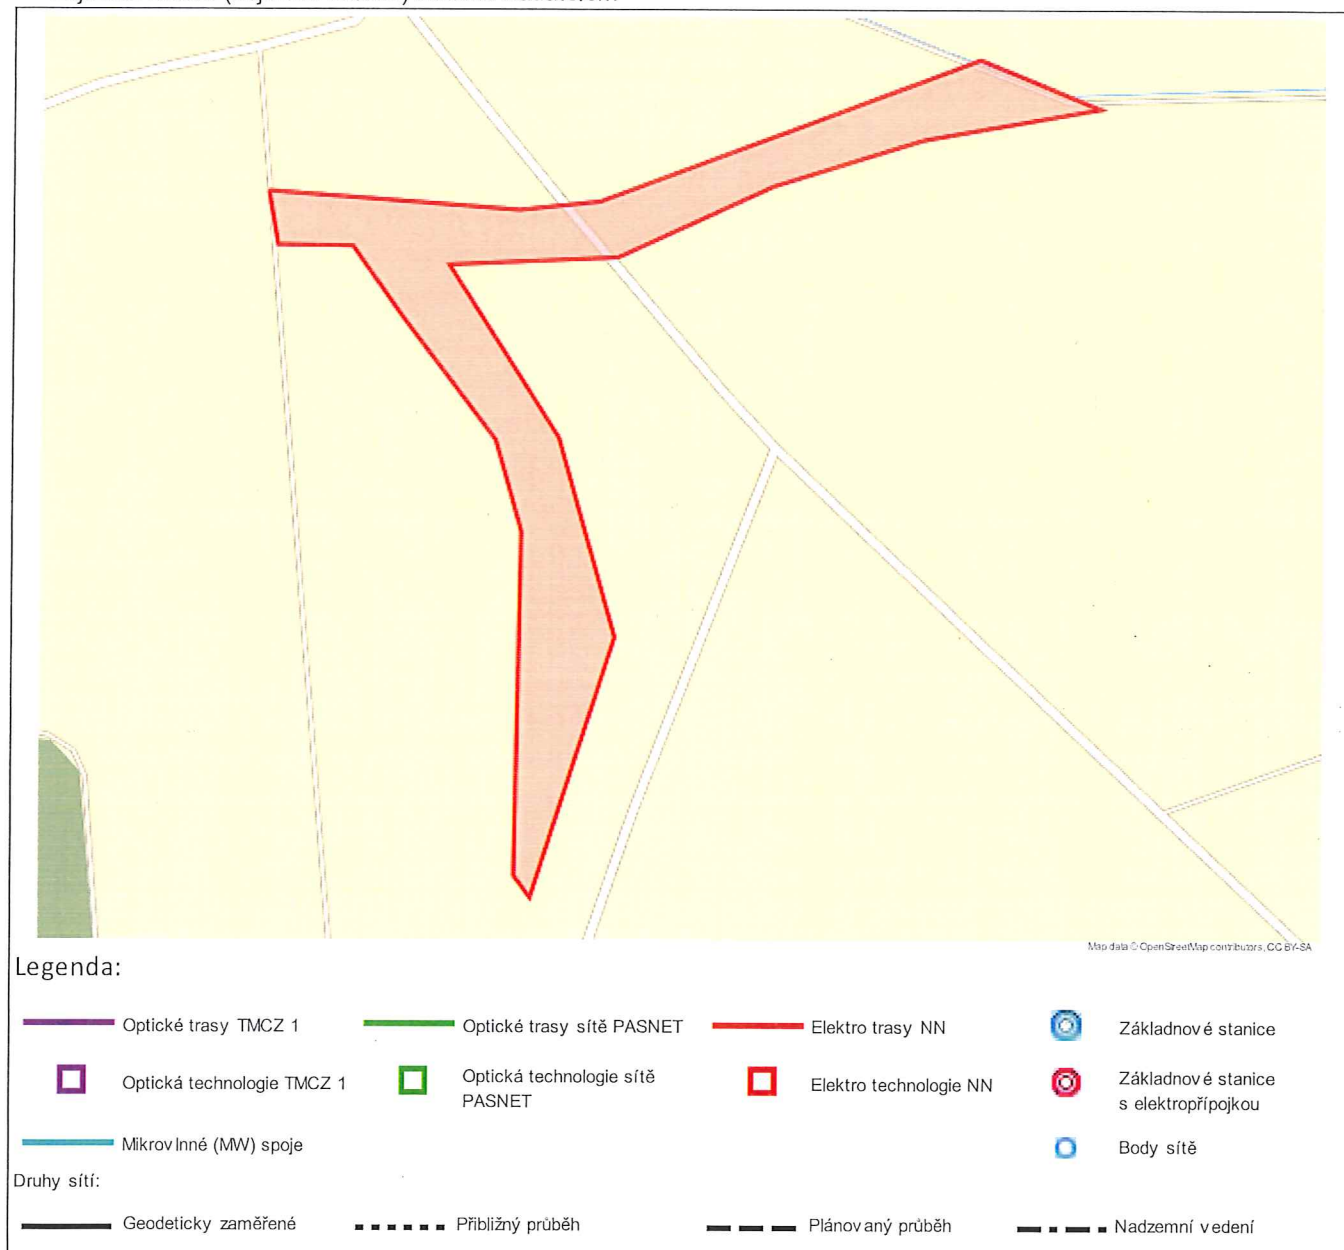 Map data © OpenStreetMap contributors, CC BY-SA
Legenda:
Optické trasy TMCZ 1
Optické trasy sítě PASNET
Elektro trasy NN
Základnové stanice
Optická technologie TMCZ 1
Optická technologie sítě
PASNET
Elektro technologie NN
Základnové stanice
s elektropřípojkou
Mikrovlnné (MW) spoje
Body sítě
Druhy sítí:
Geodeticky zaměřené
Přibližný průběh
Plánovaný průběh
Nadzemní vedení